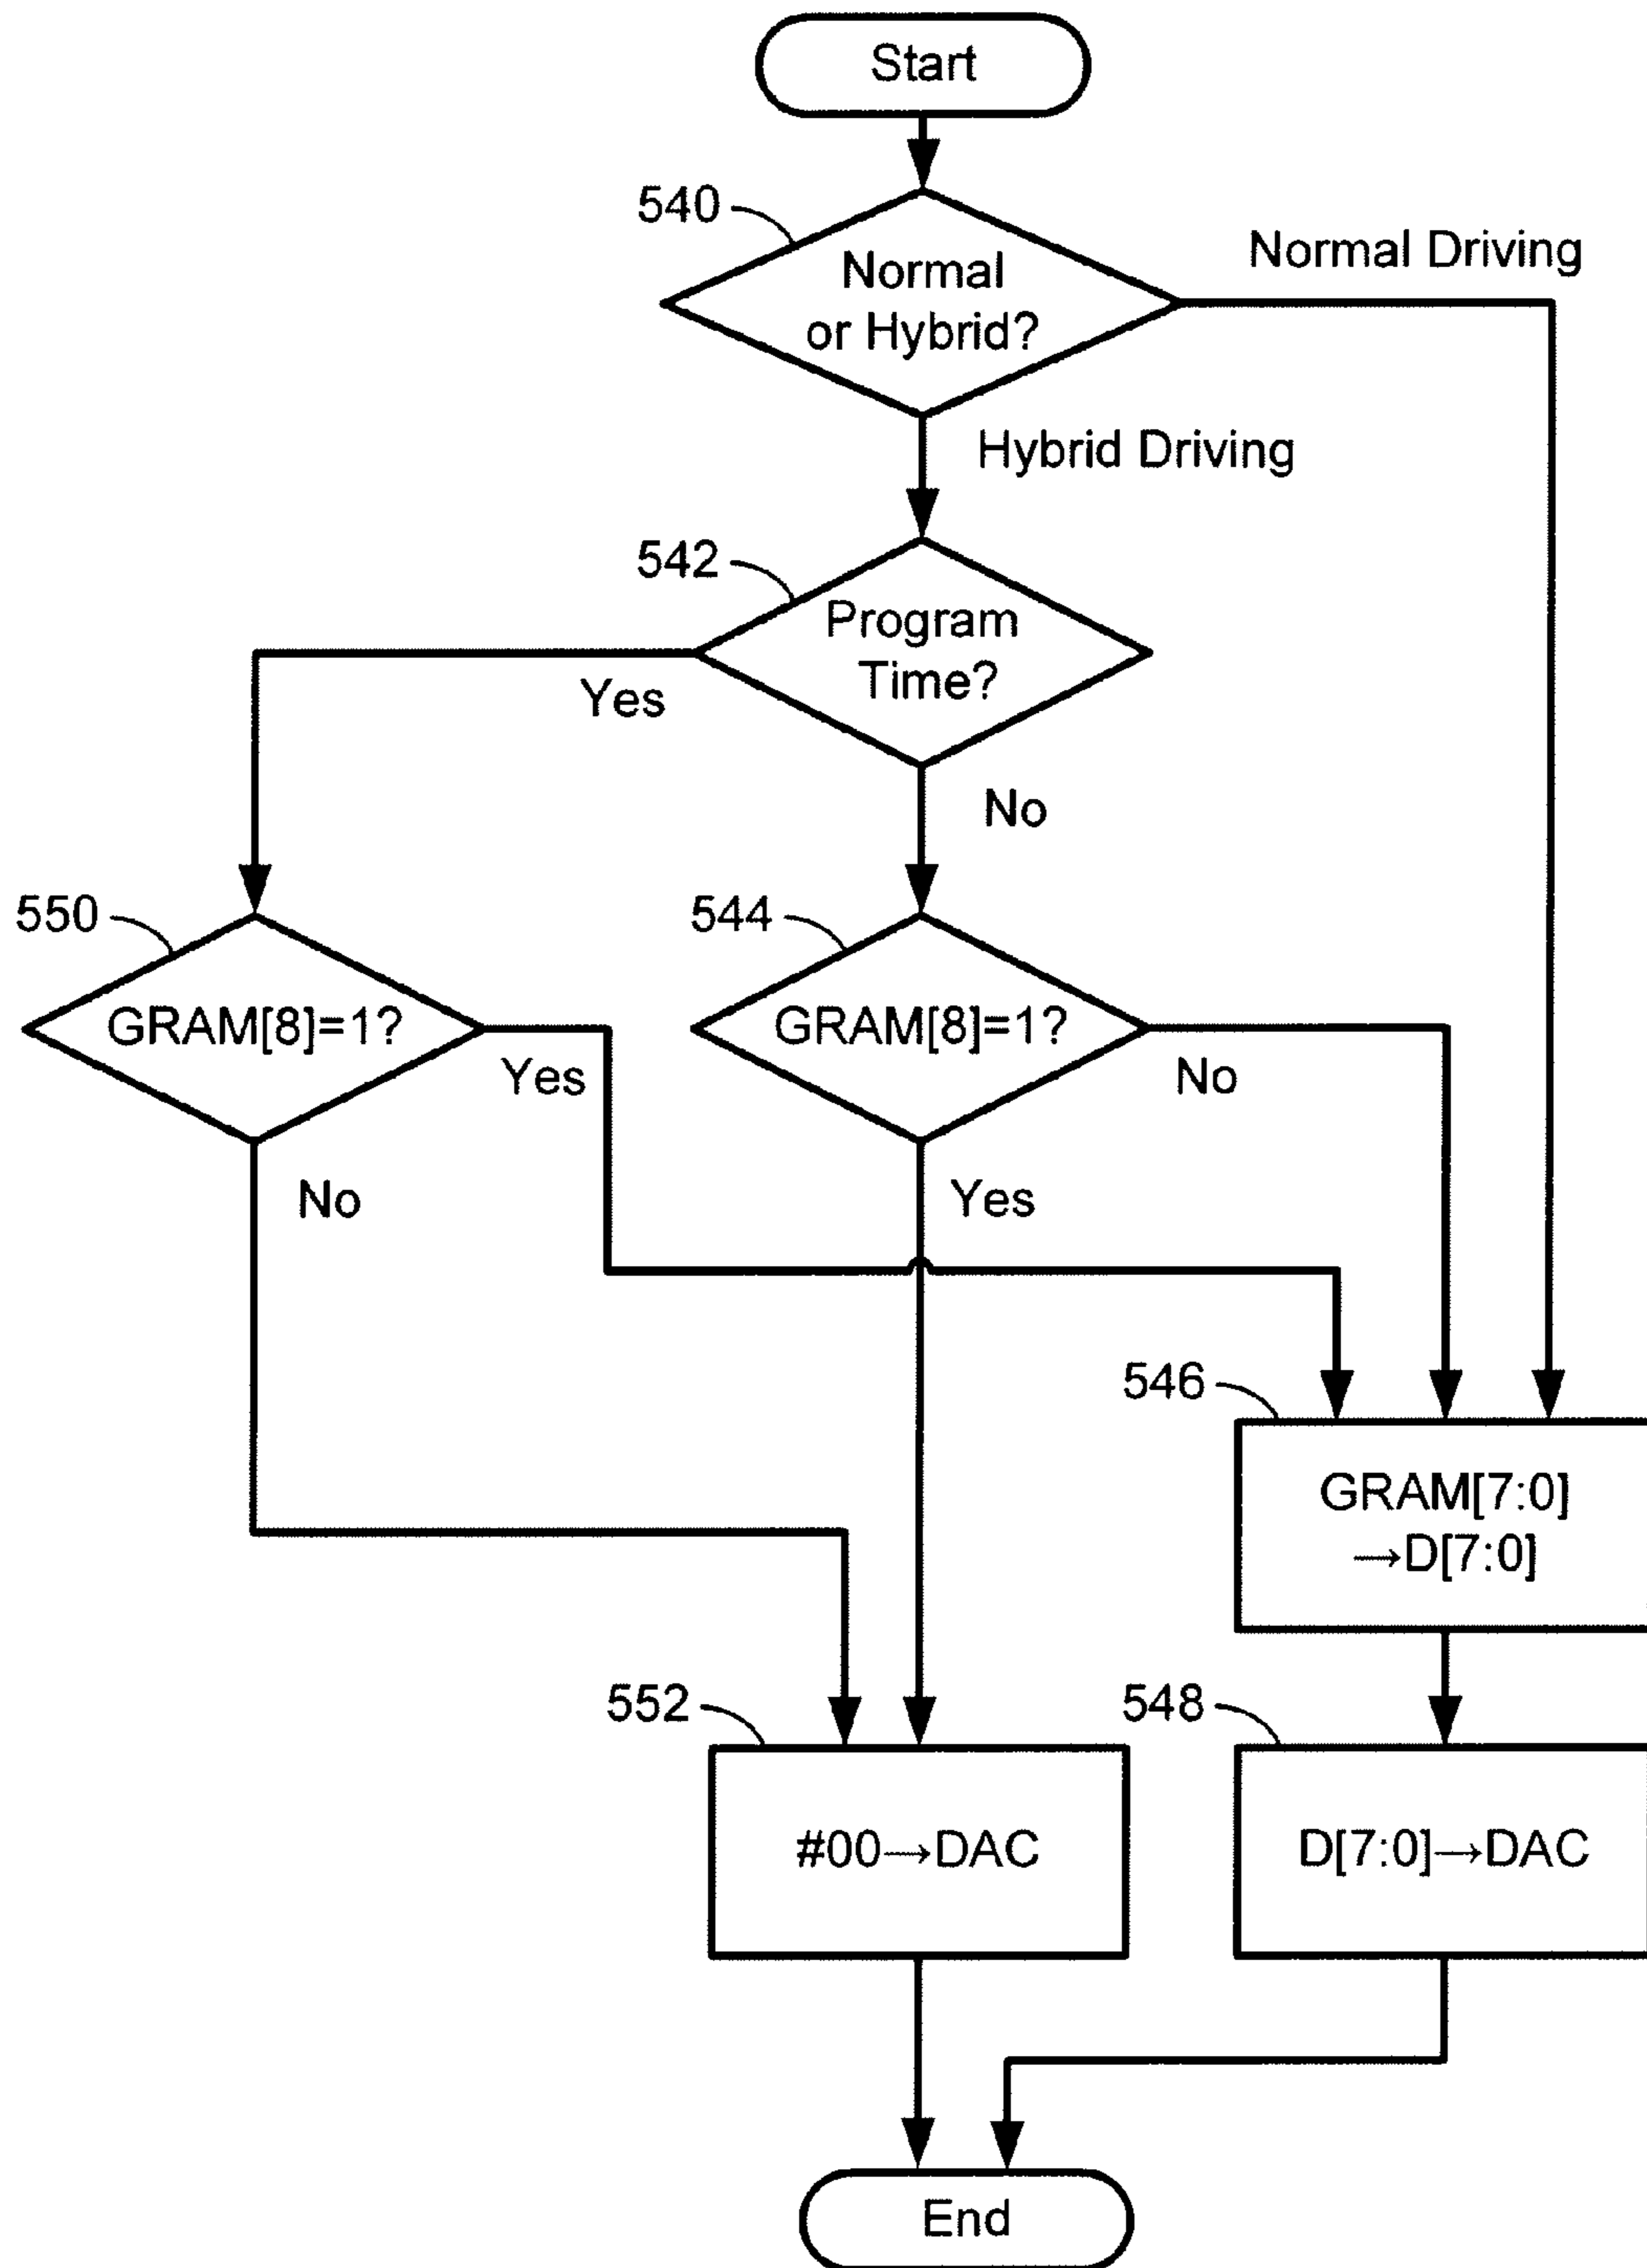 Start
540
Normal
or Hybrid?
Normal Driving
Hybrid Driving
542
Program
Time?
Yes
No
550
GRAM[8]=1?
Yes
No
544
GRAM[8]=1?
No
Yes
546
GRAM[7:0]
→D[7:0]
552
#00→DAC
548
D[7:0]→DAC
End